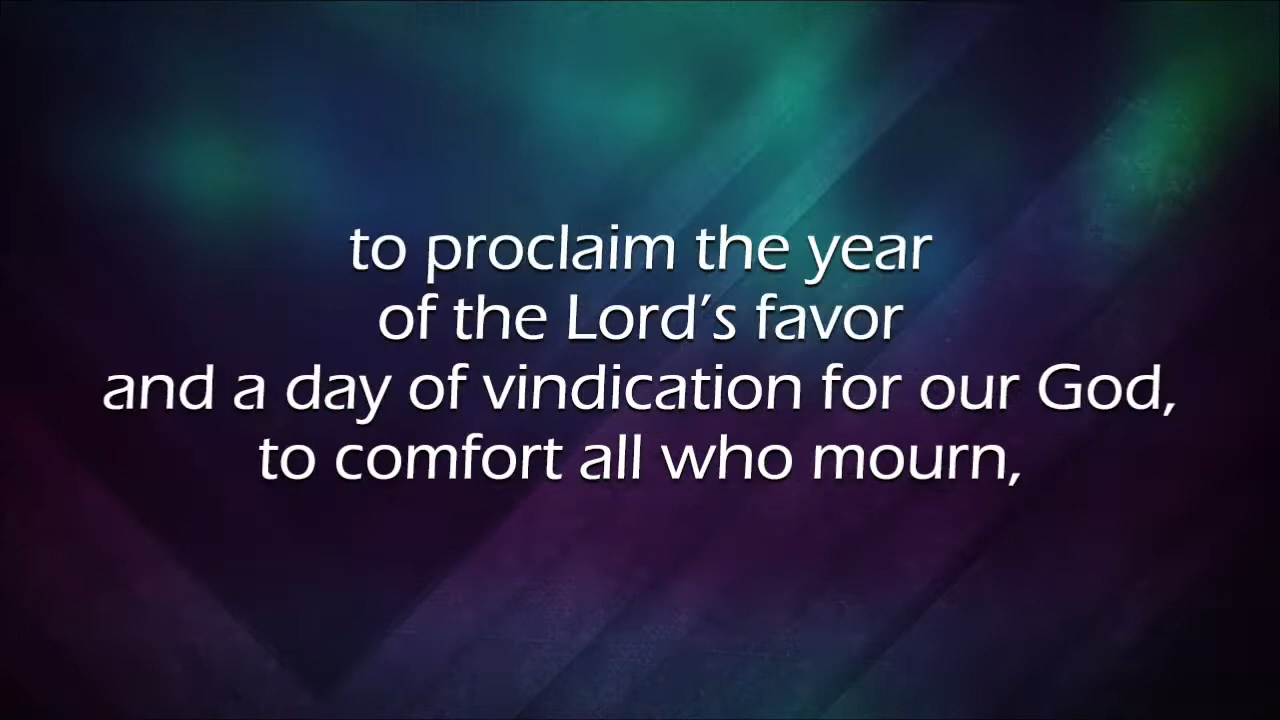 to proclaim the year
of the Lord’s favor
and a day of vindication for our God,
to comfort all who mourn,